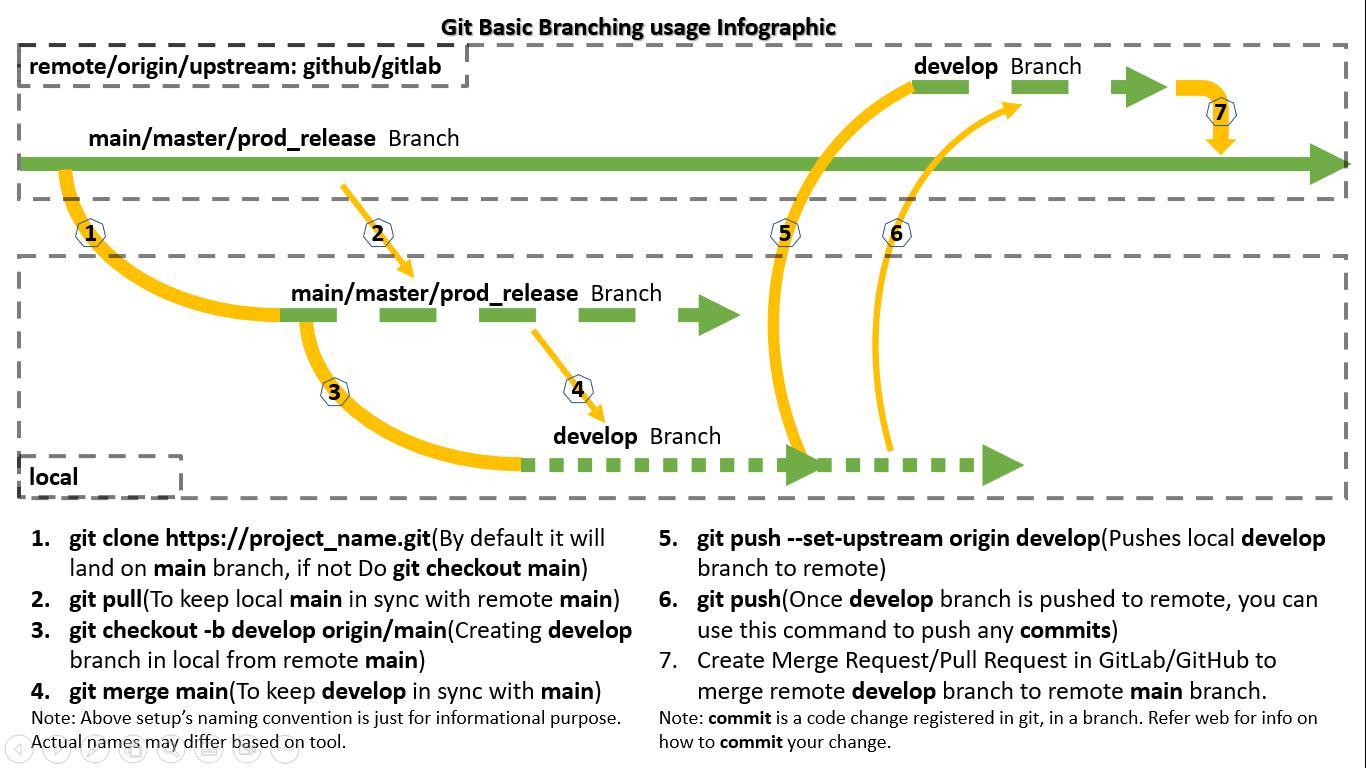 Git Basic Branching usage Infographic
remote/origin/upstream: github/gitlab
develop Branch
7
main/master/prod_release Branch
1
2
5
6
main/master/prod_release Branch
3
4
develop Branch
local
1. git clone https://project_name.git(By default it will
land on main branch, if not Do git checkout main)
2. git pull(To keep local main in sync with remote main)
3. git checkout -b develop origin/main(Creating develop
branch in local from remote main)
4. git merge main(To keep develop in sync with main)
Note: Above setup’s naming convention is just for informational purpose.
Actual names may differ based on tool.
5. git push --set-upstream origin develop(Pushes local develop
branch to remote)
6. git push(Once develop branch is pushed to remote, you can
use this command to push any commits)
7. Create Merge Request/Pull Request in GitLab/GitHub to
merge remote develop branch to remote main branch.
Note: commit is a code change registered in git, in a branch. Refer web for info on
how to commit your change.